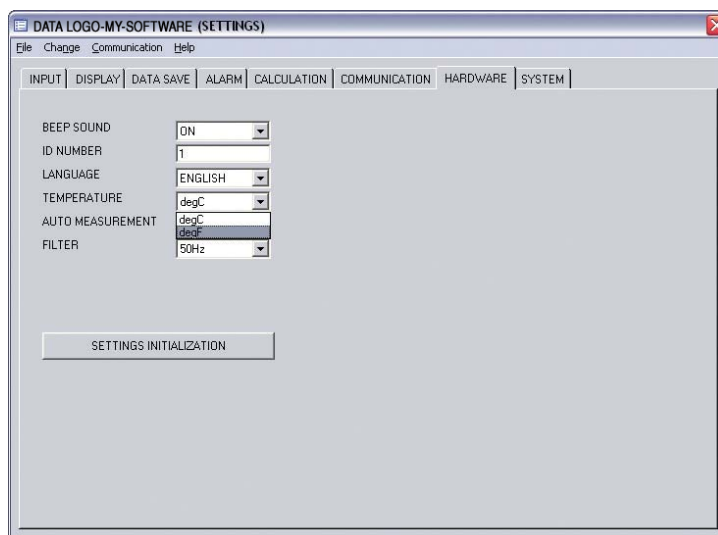 DATA LOGO-MY-SOFTWARE (SETTINGS)
File Change Communication Help
INPUT DISPLAY DATA SAVE ALARM CALCULATION COMMUNICATION HARDWARE SYSTEM
BEEP SOUND ON
ID NUMBER 1
LANGUAGE ENGLISH
TEMPERATURE degC
AUTO MEASUREMENT degC
degF
FILTER 50Hz
SETTINGS INITIALIZATION